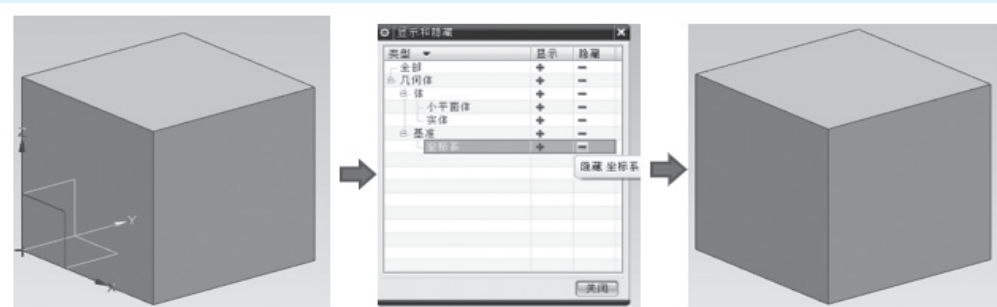 Z
Y
X
显示和隐藏
类型 显示 隐藏
全部 + −
几何体 + −
体 + −
小平面体 + −
实体 + −
基准 + −
坐标系 + −
隐藏 坐标系
关闭